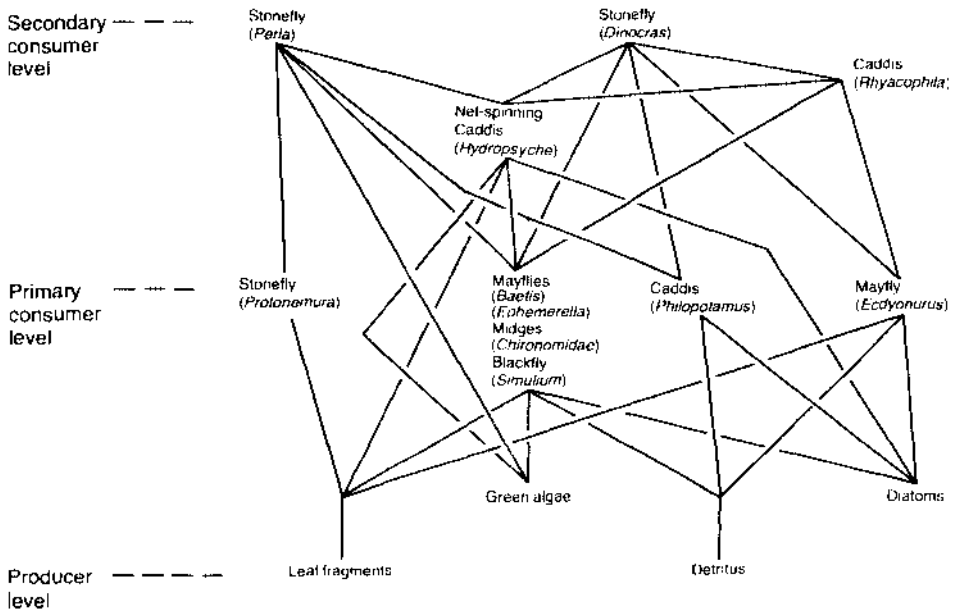 Secondary
consumer
level
Stonefly
(Perla)
Stonefly
(Dinocras)
Caddis
(Rhyacophila)
Net-spinning
Caddis
(Hydropsyche)
Primary
consumer
level
Stonefly
(Protonemura)
Mayflies
(Baetis)
(Ephemerella)
Midges
(Chironomidae)
Blackfly
(Simulium)
Caddis
(Philopotamus)
Mayfly
(Ecdyonurus)
Green algae
Diatoms
Producer
level
Leaf fragments
Detritus